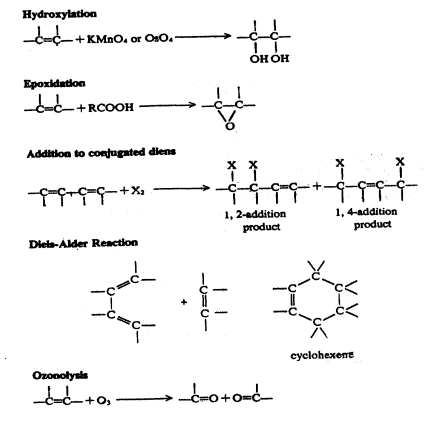 Hydroxylation
—C=C— + KMnO₄ or OsO₄ ⟶ —C—C—
OH OH
Epoxidation
—C=C— + RCOOH ⟶ —C—C—
O
Addition to conjugated diens
X X X X
—C=C—C=C— + X₂ ⟶ —C—C—C=C— + —C—C=C—C—
1, 2-addition 1, 4-addition
product product
Diels-Alder Reaction
C C
C C C C
+
C C C C
C C
cyclohexene
Ozonolysis
—C=C— + O₃ ⟶ —C=O + O=C—